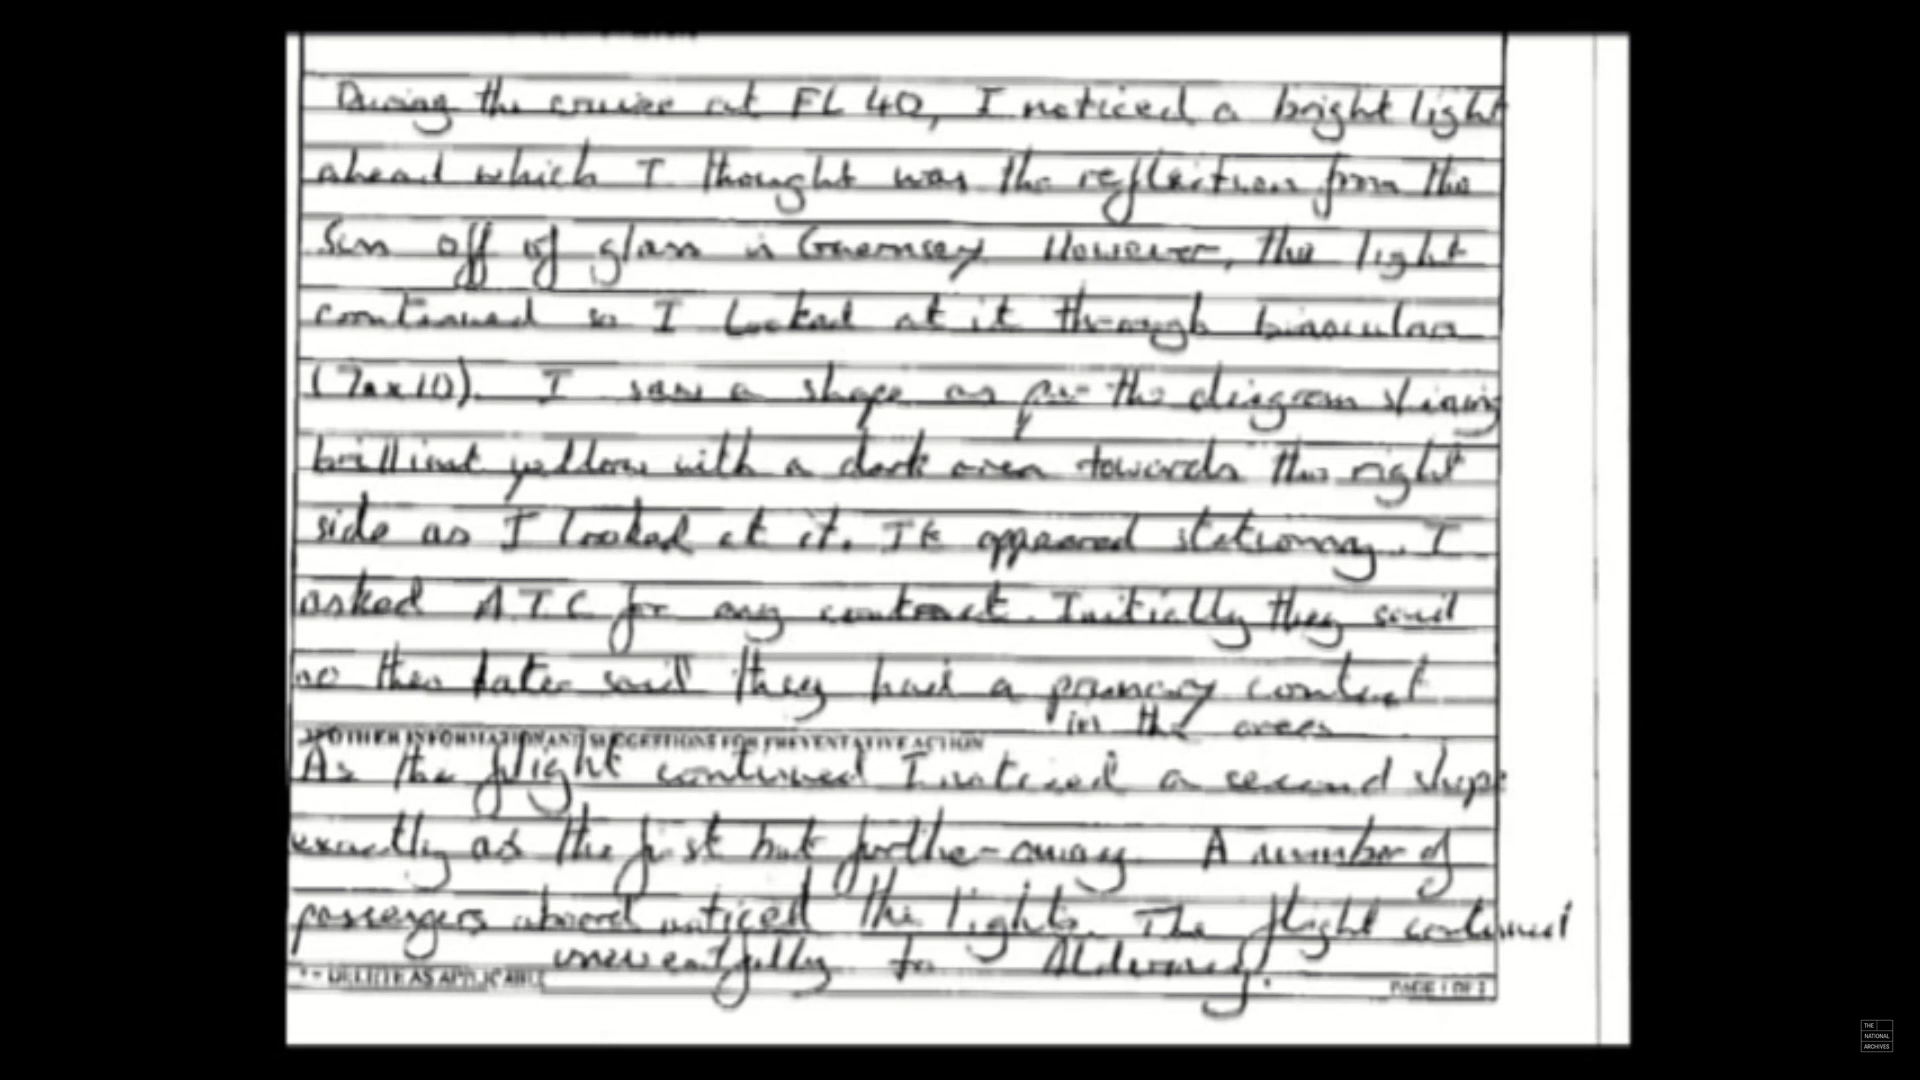 During the cruise at FL 40, I noticed a bright light
ahead which I thought was the reflection from the
Sun off of glass in Guernsey However, the light
continued so I looked at it through binoculars
I saw a shape as per the diagram shining
brilliant yellow with a dark area towards the right
side as I looked at it. It appeared stationary. I
asked ATC for any contact. Initially they said
no then later said they had a primary contact
in the area
OTHER INFORMATION AND SUGGESTIONS FOR PREVENTATIVE ACTION
As the flight continued I noticed a second shape
exactly as the first but further away A number of
passengers aboard noticed the lights. The flight continued
uneventfully to Alderney.
* - DELETE AS APPLICABLE
PAGE 1 OF 2
THE
NATIONAL
ARCHIVES